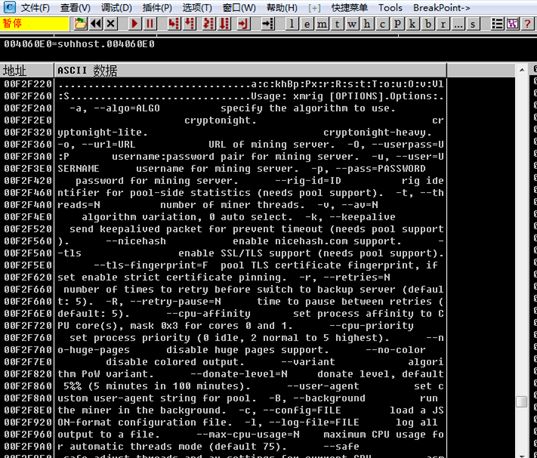 文件(F) 查看(V) 调试(D) 插件(P) 选项(T) 窗口(W) 帮助(H) [+] 快捷菜单 Tools BreakPoint->
暂停 l e m t w h c p k b r ... s
004060E0=svhhost.004060E0
地址 ASCII 数据
00F2F220 ................................a:c:khBp:Px:r:R:s:t:T:o:u:O:v:Vl
00F2F260 :S..............................Usage: xmrig [OPTIONS].Options:.
00F2F2A0 -a, --algo=ALGO specify the algorithm to use.
00F2F2E0 cryptonight. cr
00F2F320 yptonight-lite. cryptonight-heavy.
00F2F360 -o, --url=URL URL of mining server. -O, --userpass=U
00F2F3A0 :P username:password pair for mining server. -u, --user=U
00F2F3E0 SERNAME username for mining server. -p, --pass=PASSWORD
00F2F420 password for mining server. --rig-id=ID rig ide
00F2F460 ntifier for pool-side statistics (needs pool support). -t, --th
00F2F4A0 reads=N number of miner threads. -v, --av=N
00F2F4E0 algorithm variation, 0 auto select. -k, --keepalive
00F2F520 send keepalived packet for prevent timeout (needs pool support
00F2F560 ). --nicehash enable nicehash.com support. -
00F2F5A0 -tls enable SSL/TLS support (needs pool support).
00F2F5E0 --tls-fingerprint=F pool TLS certificate fingerprint, if
00F2F620 set enable strict certificate pinning. -r, --retries=N
00F2F660 number of times to retry before switch to backup server (defaul
00F2F6A0 t: 5). -R, --retry-pause=N time to pause between retries (
00F2F6E0 default: 5). --cpu-affinity set process affinity to C
00F2F720 PU core(s), mask 0x3 for cores 0 and 1. --cpu-priority
00F2F760 set process priority (0 idle, 2 normal to 5 highest). --n
00F2F7A0 o-huge-pages disable huge pages support. --no-color
00F2F7E0 disable colored output. --variant algori
00F2F820 thm PoW variant. --donate-level=N donate level, default
00F2F860 5%% (5 minutes in 100 minutes). --user-agent set c
00F2F8A0 ustom user-agent string for pool. -B, --background run
00F2F8E0 the miner in the background. -c, --config=FILE load a JS
00F2F920 ON-format configuration file. -l, --log-file=FILE log all
00F2F960 output to a file. --max-cpu-usage=N maximum CPU usage fo
00F2F9A0 r automatic threads mode (default 75). --safe